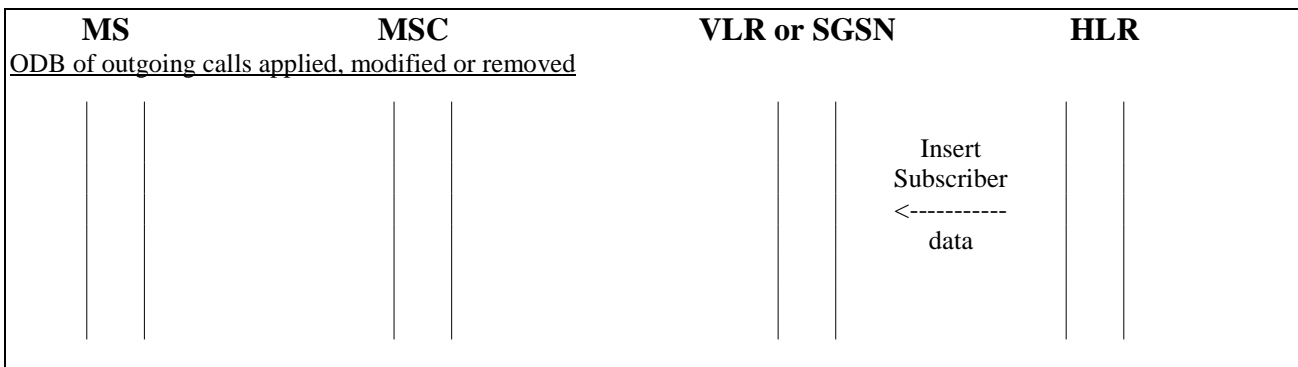 MS MSC VLR or SGSN HLR
ODB of outgoing calls applied, modified or removed
Insert
Subscriber
<-----------
data